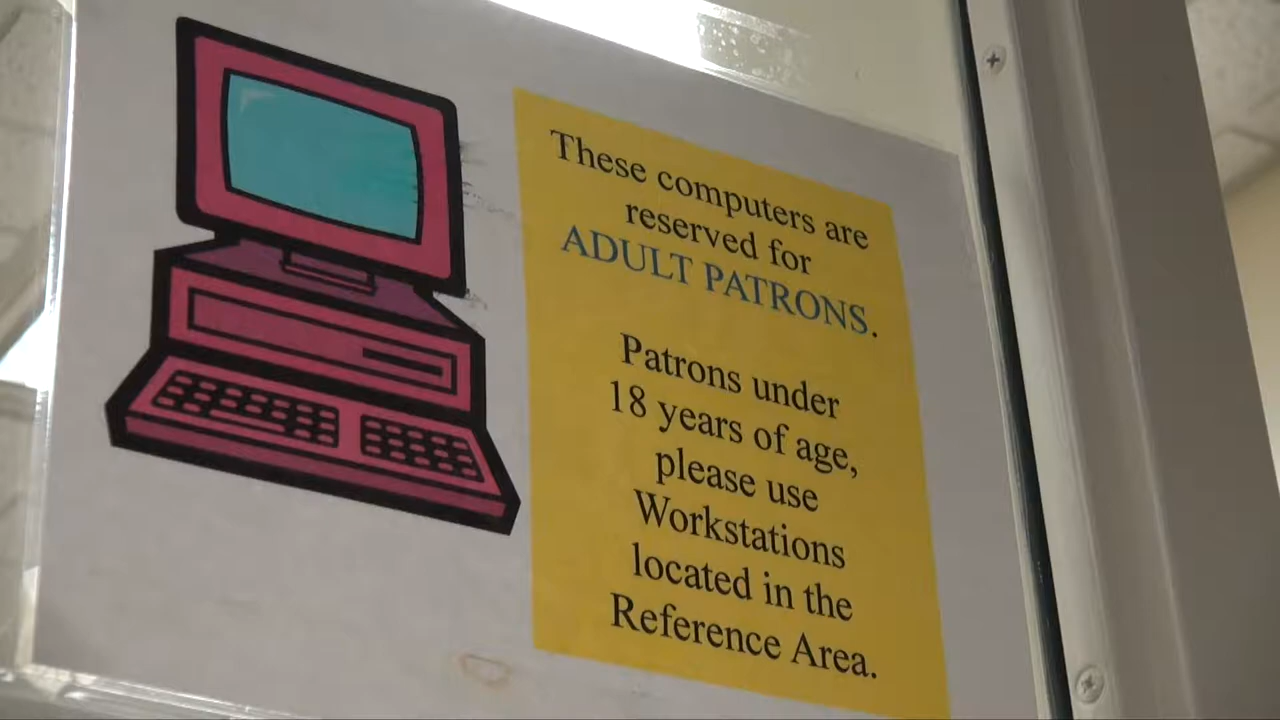 These computers are
reserved for
ADULT PATRONS.
Patrons under
18 years of age,
please use
Workstations
located in the
Reference Area.